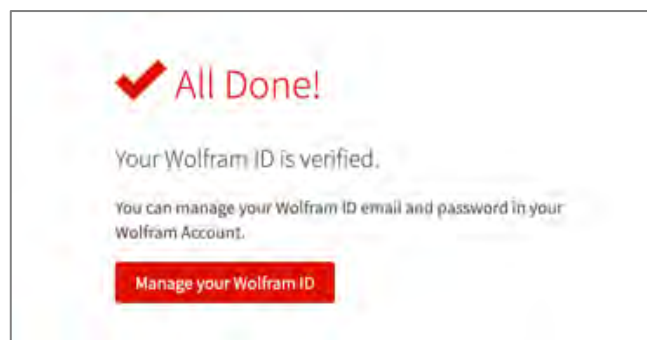 All Done!
Your Wolfram ID is verified.
You can manage your Wolfram ID email and password in your
Wolfram Account.
Manage your Wolfram ID